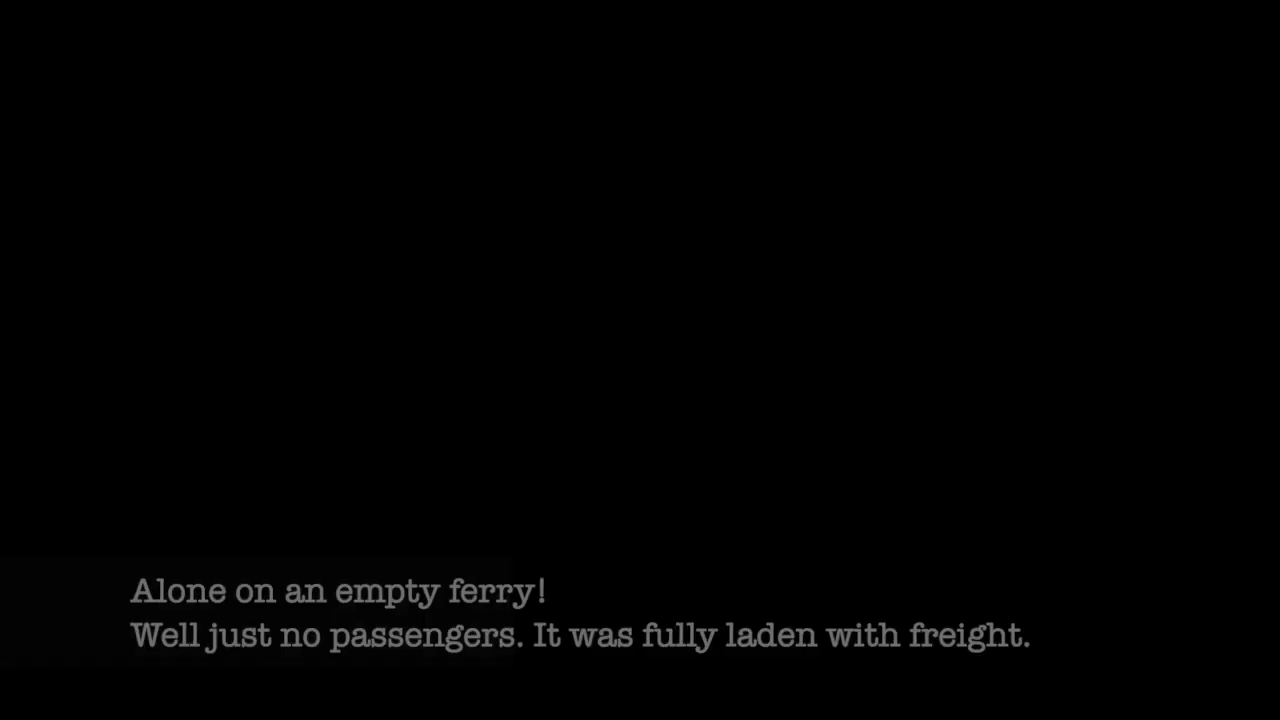 Alone on an empty ferry!
Well just no passengers. It was fully laden with freight.